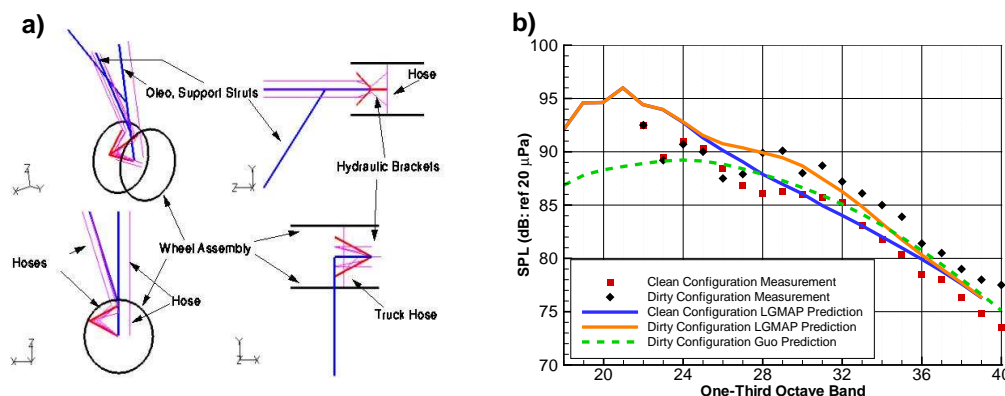 a)
Oleo, Support Struts
Hose
Hydraulic Brackets
Wheel Assembly
Hoses
Hose
Truck Hose
Z
X
Y
Y
Z
X
Z
X
Y
Z
X
b)
SPL (dB: ref 20 µPa)
100
95
90
85
80
75
70
20
24
28
32
36
40
One-Third Octave Band
Clean Configuration Measurement
Dirty Configuration Measurement
Clean Configuration LGMAP Prediction
Dirty Configuration LGMAP Prediction
Dirty Configuration Guo Prediction